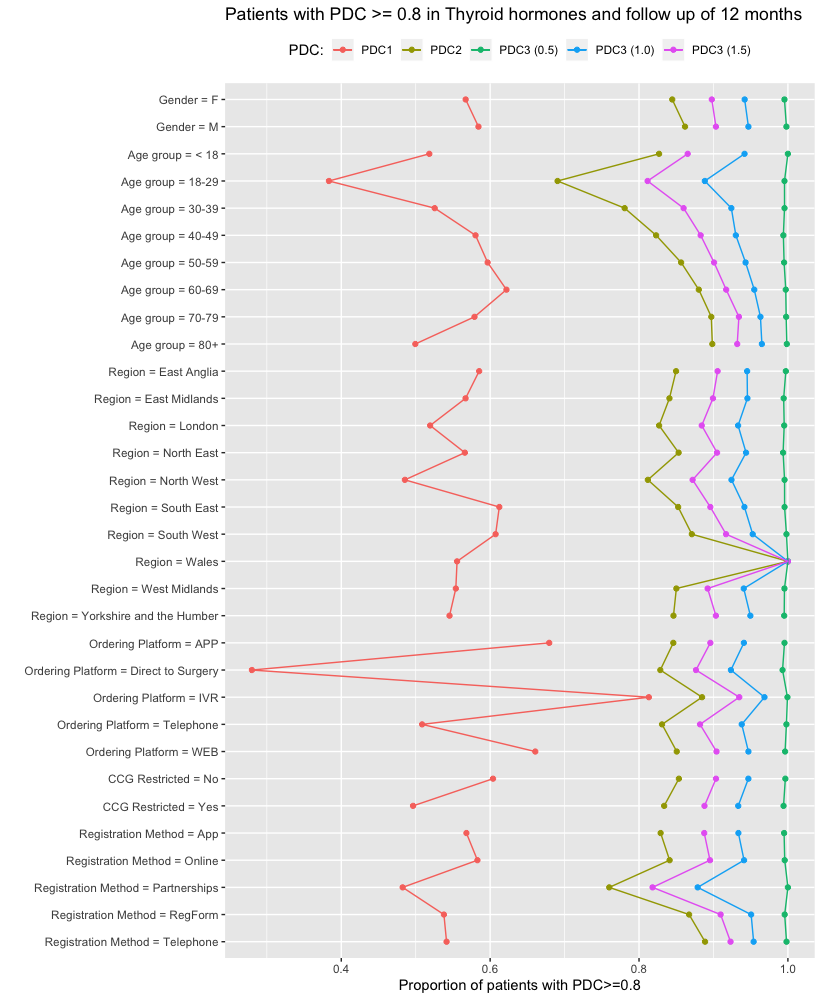 Patients with PDC >= 0.8 in Thyroid hormones and follow up of 12 months
PDC: PDC1 PDC2 PDC3 (0.5) PDC3 (1.0) PDC3 (1.5)
Gender = F
Gender = M
Age group = < 18
Age group = 18-29
Age group = 30-39
Age group = 40-49
Age group = 50-59
Age group = 60-69
Age group = 70-79
Age group = 80+
Region = East Anglia
Region = East Midlands
Region = London
Region = North East
Region = North West
Region = South East
Region = South West
Region = Wales
Region = West Midlands
Region = Yorkshire and the Humber
Ordering Platform = APP
Ordering Platform = Direct to Surgery
Ordering Platform = IVR
Ordering Platform = Telephone
Ordering Platform = WEB
CCG Restricted = No
CCG Restricted = Yes
Registration Method = App
Registration Method = Online
Registration Method = Partnerships
Registration Method = RegForm
Registration Method = Telephone
0.4 0.6 0.8 1.0
Proportion of patients with PDC>=0.8